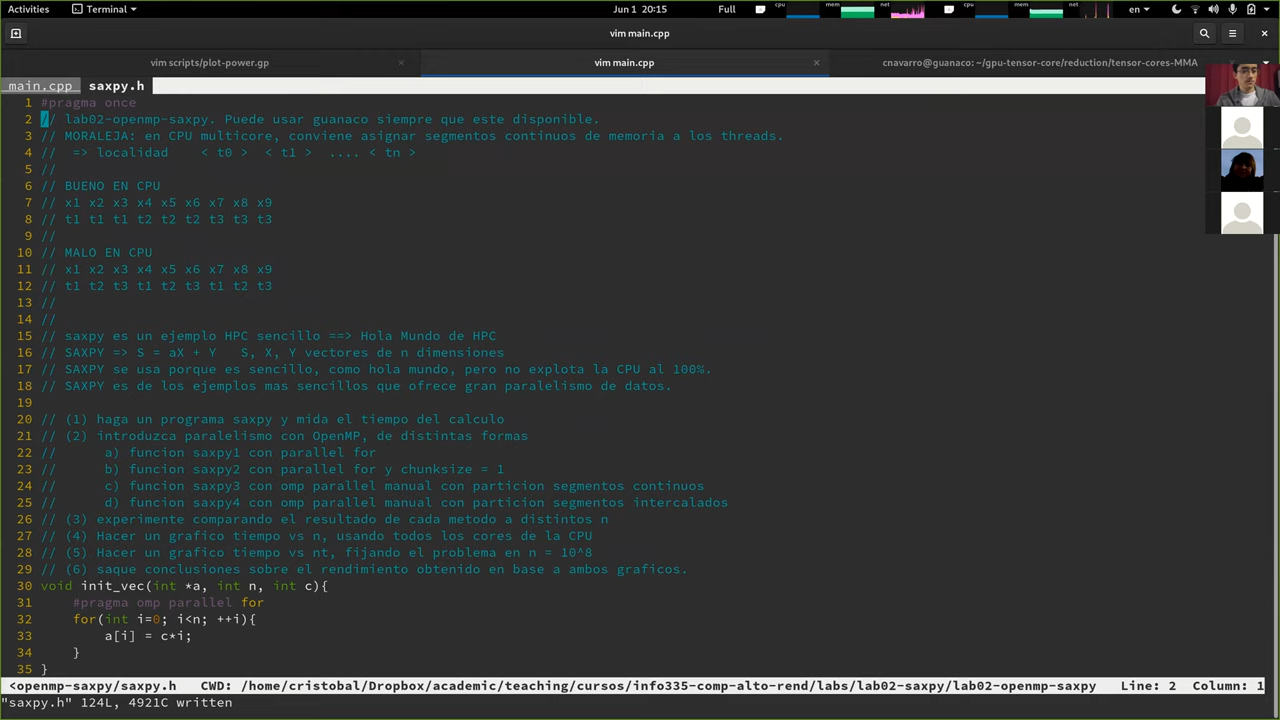 Activities
Terminal
Jun 1 20:15
Full
cpu
mem
net
cpu
mem
net
en
vim main.cpp
vim scripts/plot-power.gp
vim main.cpp
cnavarro@guanaco: ~/gpu-tensor-core/reduction/tensor-cores-MMA
main.cpp saxpy.h
1 #pragma once
2 // lab02-openmp-saxpy. Puede usar guanaco siempre que este disponible.
3 // MORALEJA: en CPU multicore, conviene asignar segmentos continuos de memoria a los threads.
4 // => localidad    < t0 >  < t1 >  .... < tn >
5 //
6 // BUENO EN CPU
7 // x1 x2 x3 x4 x5 x6 x7 x8 x9
8 // t1 t1 t1 t2 t2 t2 t3 t3 t3
9 //
10 // MALO EN CPU
11 // x1 x2 x3 x4 x5 x6 x7 x8 x9
12 // t1 t2 t3 t1 t2 t3 t1 t2 t3
13 //
14 //
15 // saxpy es un ejemplo HPC sencillo ==> Hola Mundo de HPC
16 // SAXPY => S = aX + Y   S, X, Y vectores de n dimensiones
17 // SAXPY se usa porque es sencillo, como hola mundo, pero no explota la CPU al 100%.
18 // SAXPY es de los ejemplos mas sencillos que ofrece gran paralelismo de datos.
19
20 // (1) haga un programa saxpy y mida el tiempo del calculo
21 // (2) introduzca paralelismo con OpenMP, de distintas formas
22 //      a) funcion saxpy1 con parallel for
23 //      b) funcion saxpy2 con parallel for y chunksize = 1
24 //      c) funcion saxpy3 con omp parallel manual con particion segmentos continuos
25 //      d) funcion saxpy4 con omp parallel manual con particion segmentos intercalados
26 // (3) experimente comparando el resultado de cada metodo a distintos n
27 // (4) Hacer un grafico tiempo vs n, usando todos los cores de la CPU
28 // (5) Hacer un grafico tiempo vs nt, fijando el problema en n = 10^8
29 // (6) saque conclusiones sobre el rendimiento obtenido en base a ambos graficos.
30 void init_vec(int *a, int n, int c){
31     #pragma omp parallel for
32     for(int i=0; i<n; ++i){
33         a[i] = c*i;
34     }
35 }
<openmp-saxpy/saxpy.h  CWD: /home/cristobal/Dropbox/academic/teaching/cursos/info335-comp-alto-rend/labs/lab02-saxpy/lab02-openmp-saxpy  Line: 2  Column: 1
"saxpy.h" 124L, 4921C written